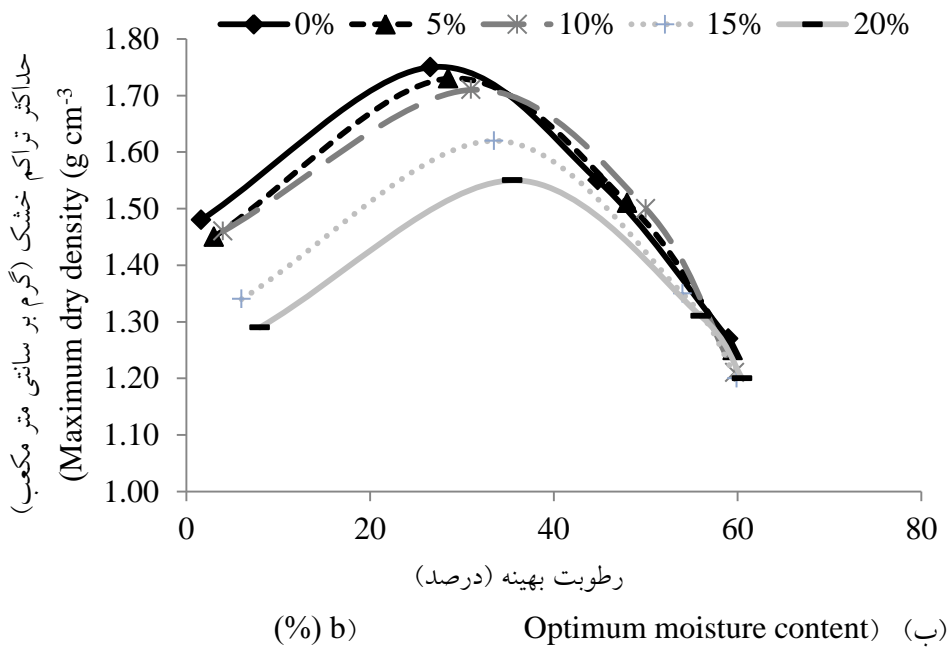 0% 5% 10% 15% 20%
حداکثر تراکم خشک (گرم بر سانتی متر مکعب)
(Maximum dry density (g cm-3
1.80
1.70
1.60
1.50
1.40
1.30
1.20
1.10
1.00
0 20 40 60 80
رطوبت بهینه (درصد)
(%) b) Optimum moisture content) (ب)